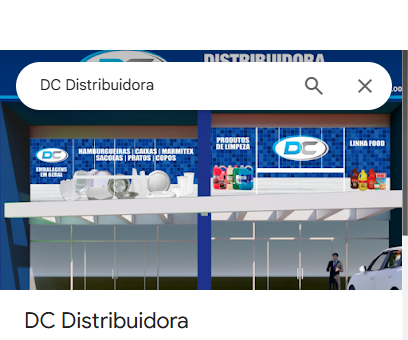 DISTRIBUIDORA
DC Distribuidora
DC
EMBALAGENS
EM GERAL
HAMBURGUEIRAS | CAIXAS | MARMITEX
SACOLAS | PRATOS | COPOS
PRODUTOS
DE LIMPEZA
DC
LINHA FOOD
DC Distribuidora